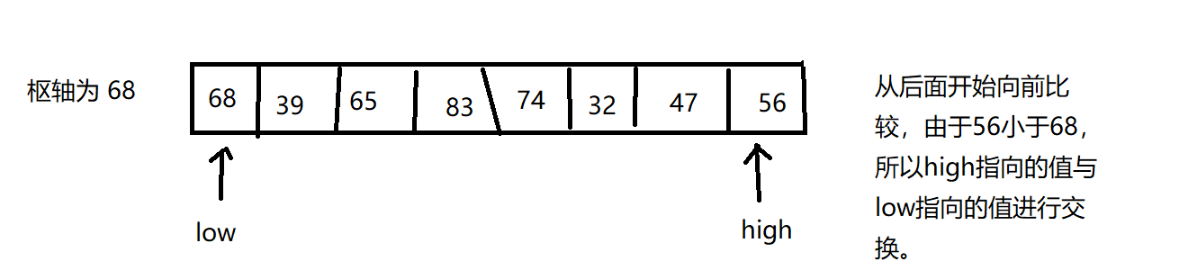 枢轴为 68
68 39 65 83 74 32 47 56
low
high
从后面开始向前比
较，由于56小于68，
所以high指向的值与
low指向的值进行交
换。